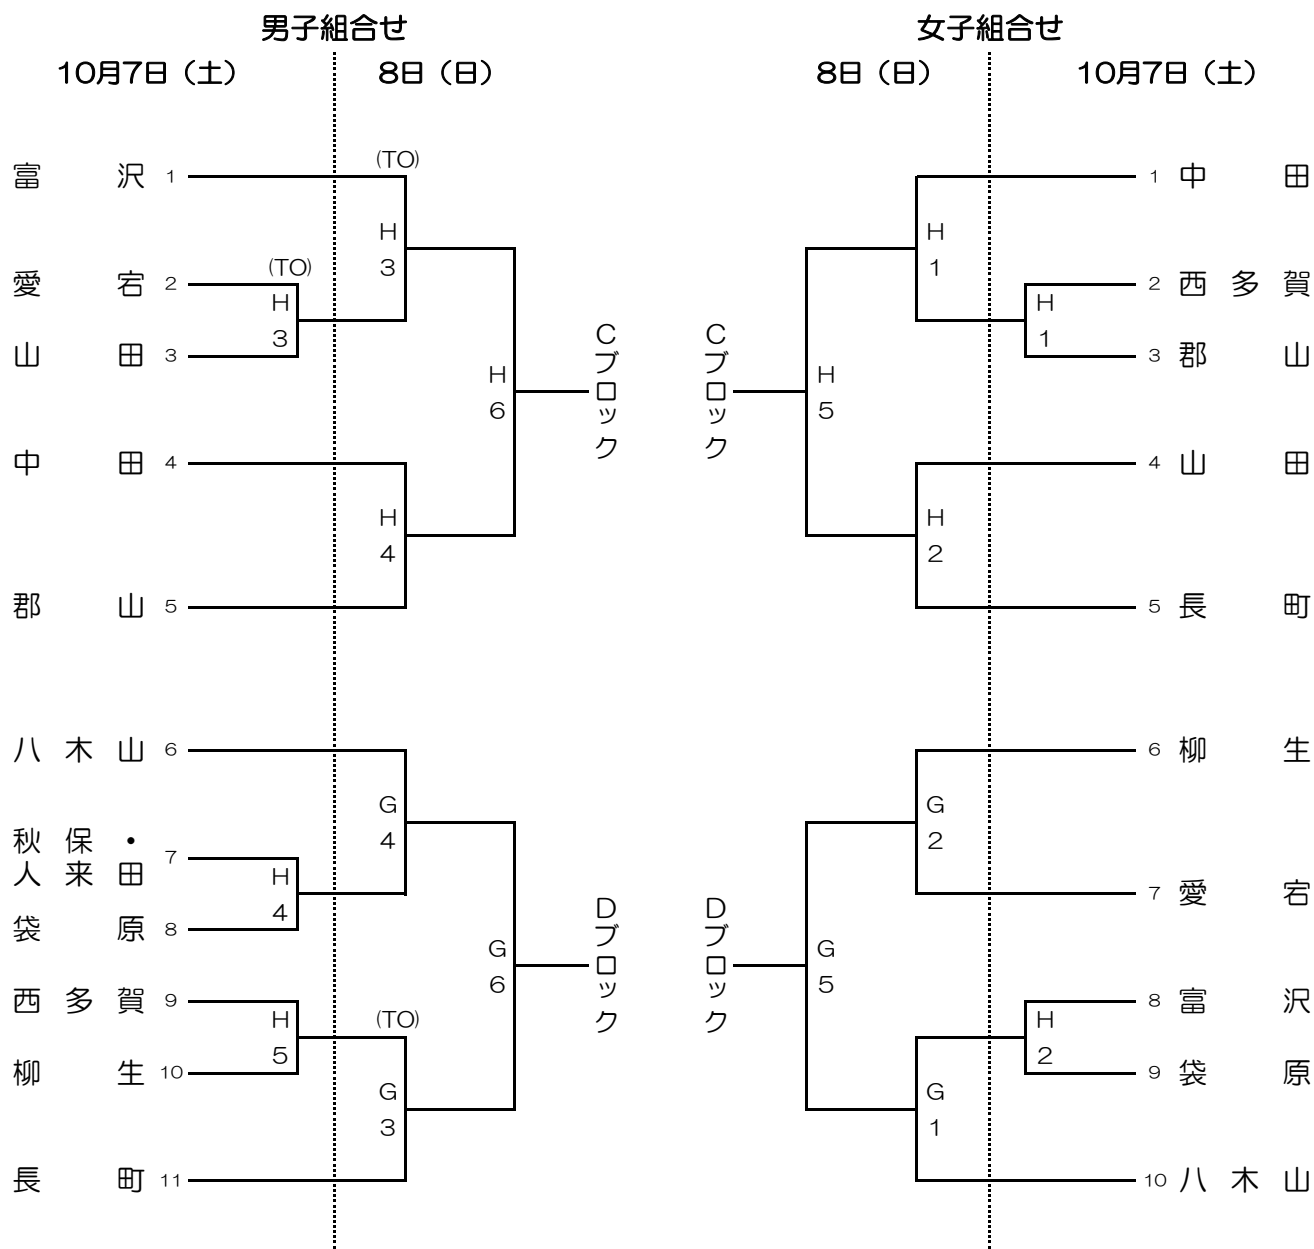 男子組合せ 女子組合せ
10月7日（土） 8日（日） 8日（日） 10月7日（土）
(TO)
富沢 1 1 中田
H H
3 1
(TO)
愛宕 2 2 西多賀
H H
3 1
山田 3 3 郡山
Cブロック Cブロック
H H
6 5
中田 4 4 山田
H H
4 2
郡山 5 5 長町
八木山 6 6 柳生
G G
4 2
秋保・
人来田 7 7 愛宕
H
4
袋原 8
Dブロック Dブロック
G G
6 5
西多賀 9 8 富沢
(TO)
H H
5 2
柳生 10 9 袋原
G G
3 1
長町 11 10 八木山